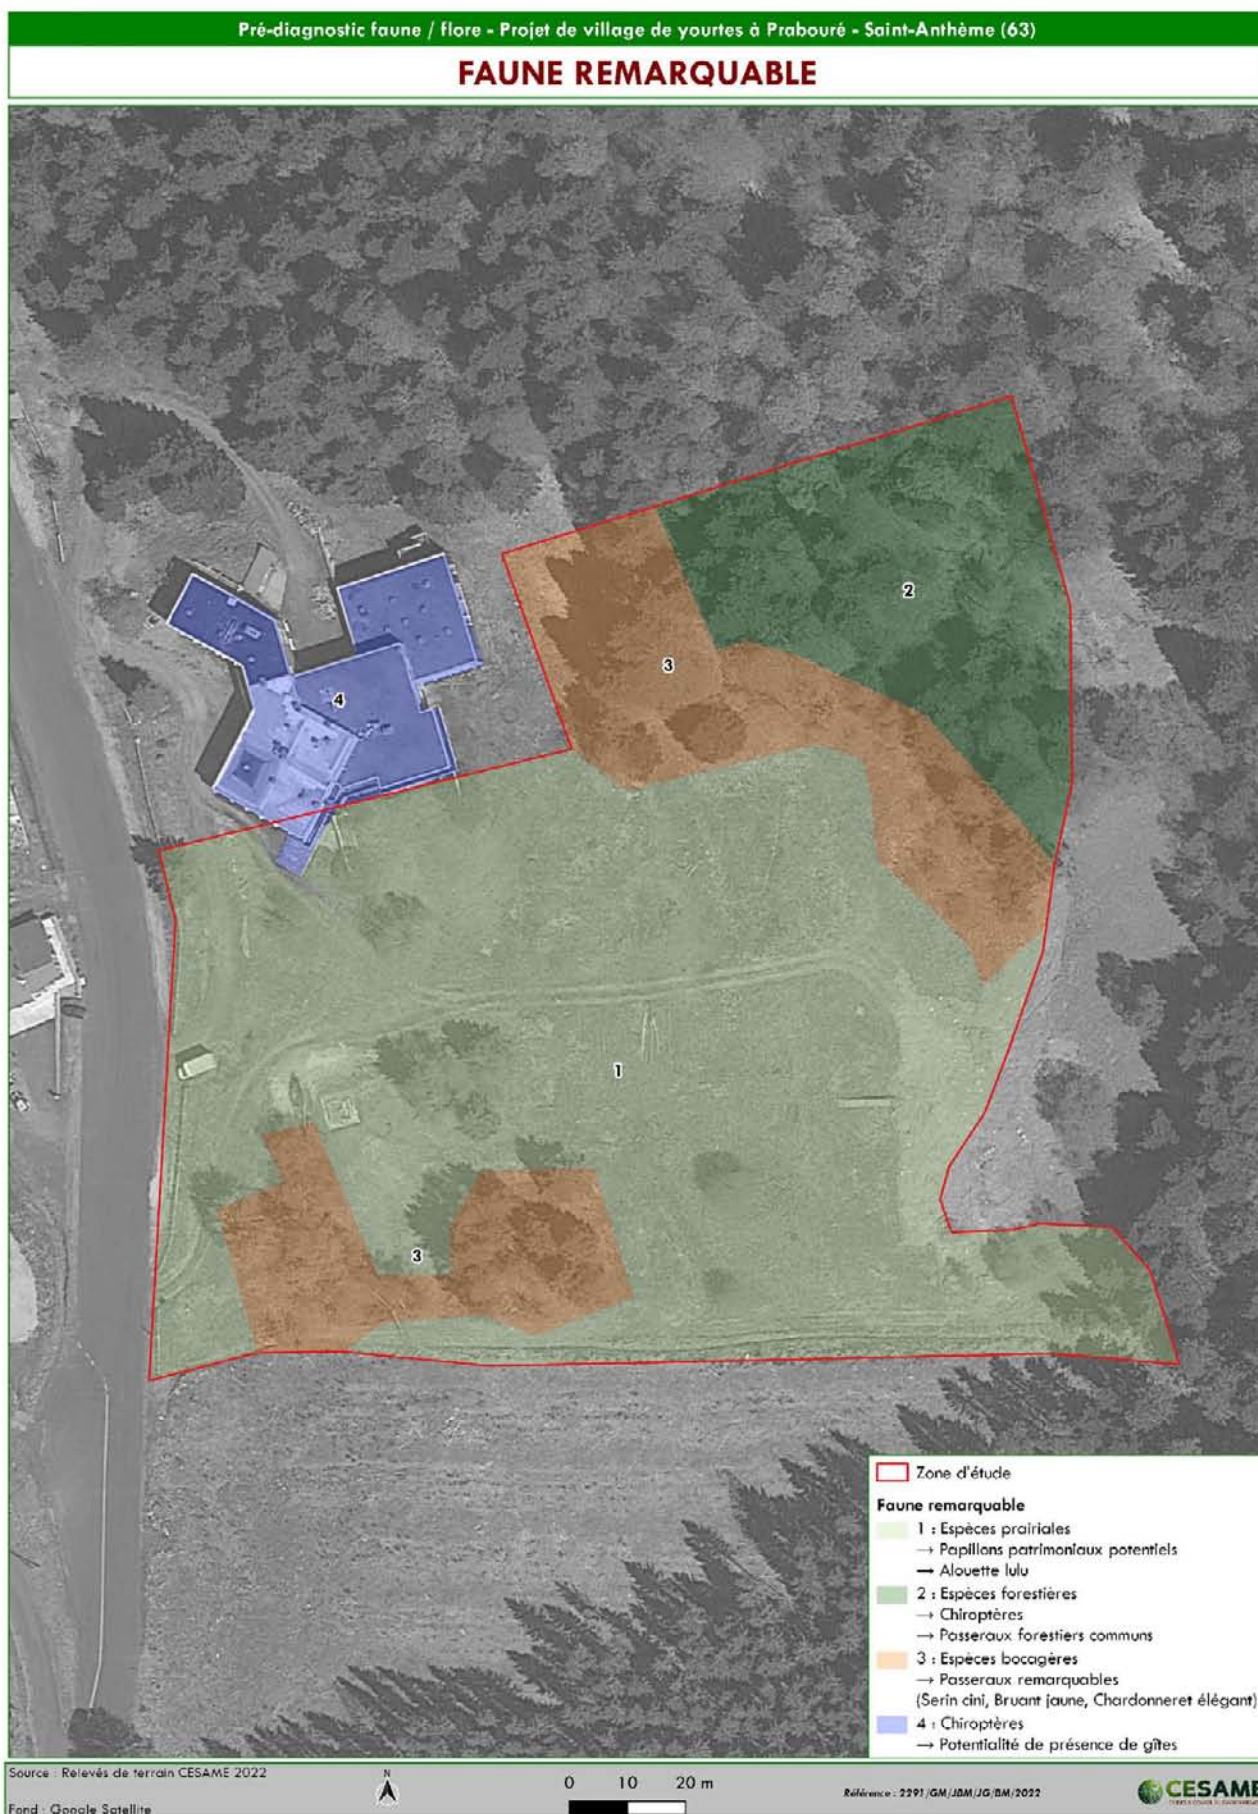 Pré-diagnostic faune / flore - Projet de village de yourtes à Prabouré - Saint-Anthème (63)
FAUNE REMARQUABLE
2
3
4
1
3
Zone d'étude
Faune remarquable
1 : Espèces prairiales
→ Papillons patrimoniaux potentiels
→ Alouette lulu
2 : Espèces forestières
→ Chiroptères
→ Passeraux forestiers communs
3 : Espèces bocagères
→ Passeraux remarquables
(Serin cini, Bruant jaune, Chardonneret élégant)
4 : Chiroptères
→ Potentialité de présence de gîtes
Source : Relevés de terrain CESAME 2022
Fond : Google Satellite
N
0 10 20 m
Référence : 2291/GM/JBM/JG/BM/2022
CESAME